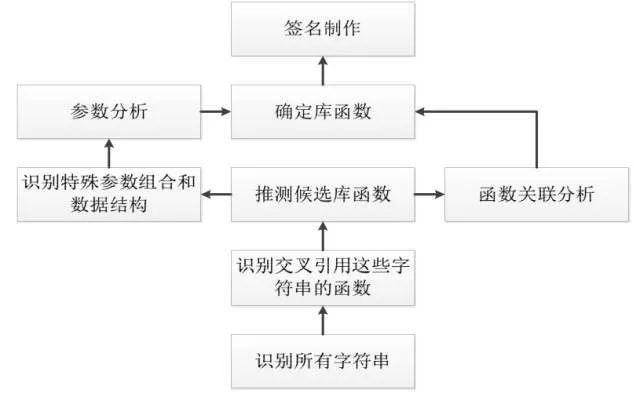 签名制作
参数分析
确定库函数
识别特殊参数组合和
数据结构
推测候选库函数
函数关联分析
识别交叉引用这些字
符串的函数
识别所有字符串